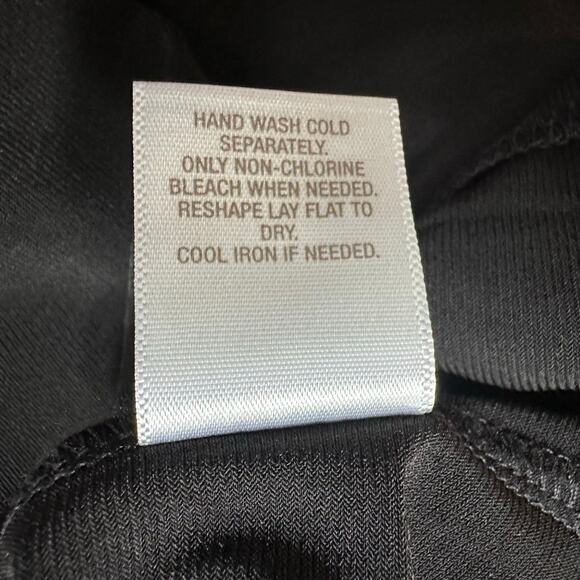 HAND WASH COLD
SEPARATELY.
ONLY NON-CHLORINE
BLEACH WHEN NEEDED.
RESHAPE LAY FLAT TO
DRY.
COOL IRON IF NEEDED.